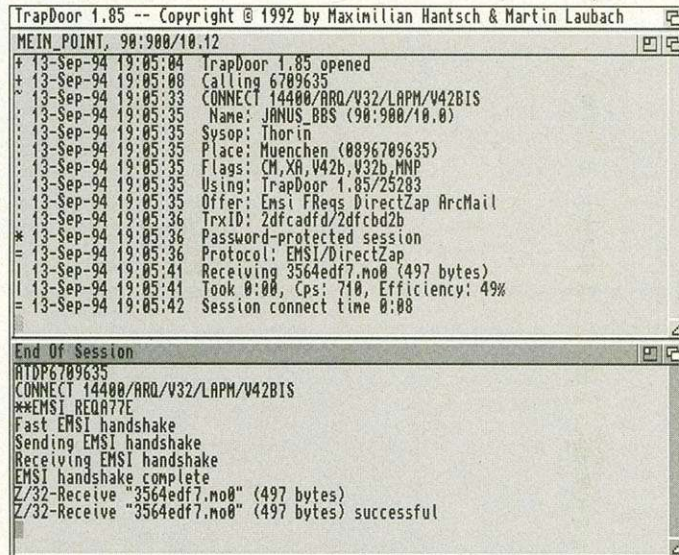 TrapDoor 1.85 -- Copyright © 1992 by Maximilian Hantsch & Martin Laubach
MEIN_POINT, 90:900/10.12
+ 13-Sep-94 19:05:04 TrapDoor 1.85 opened
+ 13-Sep-94 19:05:08 Calling 6709635
~ 13-Sep-94 19:05:33 CONNECT 14400/ARQ/V32/LAPM/V42BIS
: 13-Sep-94 19:05:35 Name: JANUS_BBS (90:900/10.0)
: 13-Sep-94 19:05:35 Sysop: Thorin
: 13-Sep-94 19:05:35 Place: Muenchen (0896709635)
: 13-Sep-94 19:05:35 Flags: CM,XA,V42b,V32b,MNP
: 13-Sep-94 19:05:35 Using: TrapDoor 1.85/25283
: 13-Sep-94 19:05:35 Offer: Emsi FReqs DirectZap ArcMail
: 13-Sep-94 19:05:36 TrxID: 2dfcadfd/2dfcbd2b
* 13-Sep-94 19:05:36 Password-protected session
= 13-Sep-94 19:05:36 Protocol: EMSI/DirectZap
| 13-Sep-94 19:05:41 Receiving 3564edf7.mo0 (497 bytes)
| 13-Sep-94 19:05:41 Took 0:00, Cps: 710, Efficiency: 49%
= 13-Sep-94 19:05:42 Session connect time 0:08
End Of Session
ATDP6709635
CONNECT 14400/ARQ/V32/LAPM/V42BIS
**EMSI_REQA77E
Fast EMSI handshake
Sending EMSI handshake
Receiving EMSI handshake
EMSI handshake complete
Z/32-Receive "3564edf7.mo0" (497 bytes)
Z/32-Receive "3564edf7.mo0" (497 bytes) successful